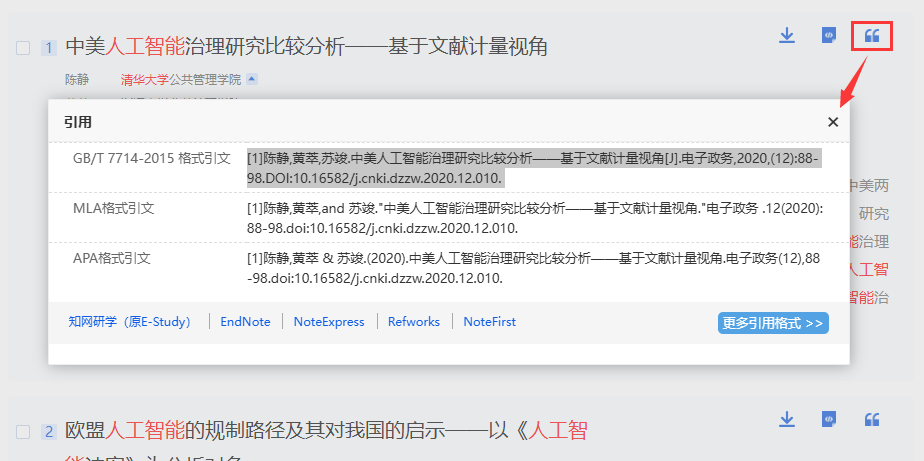 1 中美人工智能治理研究比较分析——基于文献计量视角
陈静 清华大学公共管理学院
引用
GB/T 7714-2015 格式引文 [1]陈静,黄萃,苏竣.中美人工智能治理研究比较分析——基于文献计量视角[J].电子政务,2020,(12):88-
98.DOI:10.16582/j.cnki.dzzw.2020.12.010.
中美两
MLA格式引文 [1]陈静,黄萃,and 苏竣."中美人工智能治理研究比较分析——基于文献计量视角."电子政务 .12(2020):
研究
88-98.doi:10.16582/j.cnki.dzzw.2020.12.010.
能治理
APA格式引文 [1]陈静,黄萃 & 苏竣.(2020).中美人工智能治理研究比较分析——基于文献计量视角.电子政务(12),88
人工智
-98.doi:10.16582/j.cnki.dzzw.2020.12.010.
智能治
知网研学（原E-Study） EndNote NoteExpress Refworks NoteFirst 更多引用格式 >>
2 欧盟人工智能的规制路径及其对我国的启示——以《人工智